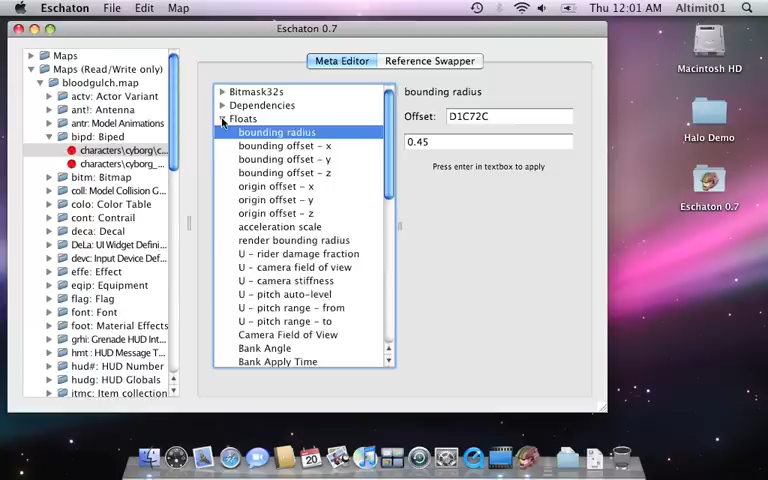 Eschaton File Edit Map
Thu 12:01 AM Altimit01
Eschaton 0.7
Meta Editor Reference Swapper
Maps
Maps (Read/Write only)
bloodgulch.map
actv: Actor Variant
ant!: Antenna
antr: Model Animations
bipd: Biped
characters\cyborg\c...
characters\cyborg_...
bitm: Bitmap
coll: Model Collision G...
colo: Color Table
cont: Contrail
deca: Decal
DeLa: UI Widget Defini...
devc: Input Device Def...
effe: Effect
eqip: Equipment
flag: Flag
font: Font
foot: Material Effects
grhi: Grenade HUD Int...
hmt : HUD Message T...
hud#: HUD Number
hudg: HUD Globals
itmc: Item collection
Bitmask32s
Dependencies
Floats
bounding radius
bounding offset - x
bounding offset - y
bounding offset - z
origin offset - x
origin offset - y
origin offset - z
acceleration scale
render bounding radius
U - rider damage fraction
U - camera field of view
U - camera stiffness
U - pitch auto-level
U - pitch range - from
U - pitch range - to
Camera Field of View
Bank Angle
Bank Apply Time
bounding radius
Offset: D1C72C
0.45
Press enter in textbox to apply
Macintosh HD
Halo Demo
Eschaton 0.7
20